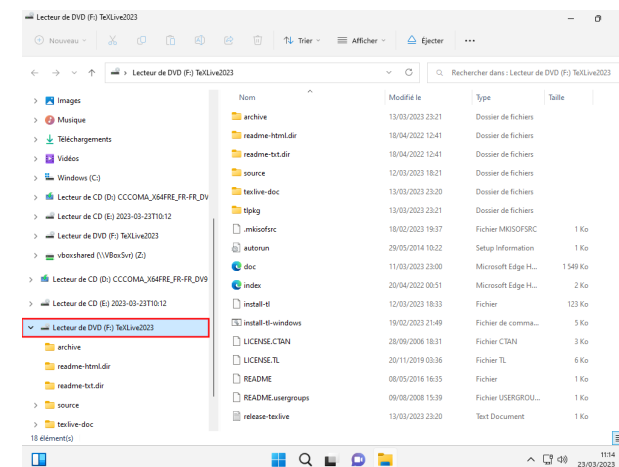 Lecteur de DVD (F:) TeXLive2023
Nouveau
Trier
Afficher
Éjecter
Lecteur de DVD (F:) TeXLive2023
Rechercher dans : Lecteur de DVD (F:) TeXLive2023
Images
Musique
Téléchargements
Vidéos
Windows (C:)
Lecteur de CD (D:) CCCOMA_X64FRE_FR-FR_DV
Lecteur de CD (E:) 2023-03-23T10:12
Lecteur de DVD (F:) TeXLive2023
vboxshared (\\VBoxSvr) (Z:)
Lecteur de CD (D:) CCCOMA_X64FRE_FR-FR_DV9
Lecteur de CD (E:) 2023-03-23T10:12
Lecteur de DVD (F:) TeXLive2023
archive
readme-html.dir
readme-txt.dir
source
texlive-doc
Nom Modifié le Type Taille
archive 13/03/2023 23:21 Dossier de fichiers
readme-html.dir 18/04/2022 12:41 Dossier de fichiers
readme-txt.dir 18/04/2022 12:41 Dossier de fichiers
source 12/03/2023 18:21 Dossier de fichiers
texlive-doc 13/03/2023 23:20 Dossier de fichiers
tlpkg 13/03/2023 23:21 Dossier de fichiers
.mkisofsrc 18/02/2023 19:37 Fichier MKISOFSRC 1 Ko
autorun 29/05/2014 10:22 Setup Information 1 Ko
doc 11/03/2023 23:00 Microsoft Edge H... 1 549 Ko
index 20/04/2022 00:51 Microsoft Edge H... 2 Ko
install-tl 12/03/2023 18:33 Fichier 123 Ko
install-tl-windows 19/02/2023 21:49 Fichier de comma... 5 Ko
LICENSE.CTAN 28/09/2006 18:31 Fichier CTAN 3 Ko
LICENSE.TL 20/11/2019 03:36 Fichier TL 6 Ko
README 08/05/2016 16:35 Fichier 1 Ko
README.usergroups 09/08/2008 15:39 Fichier USERGROU... 1 Ko
release-texlive 13/03/2023 23:20 Text Document 1 Ko
18 élément(s)
11:14
23/03/2023